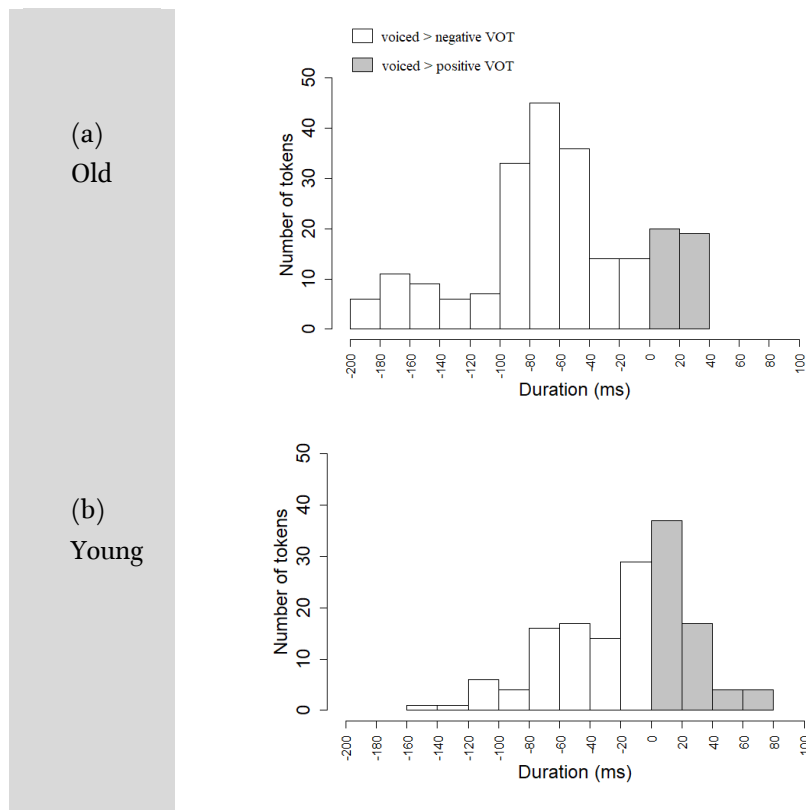 voiced > negative VOT
voiced > positive VOT
(a)
Old
Number of tokens
50
40
30
20
10
0
-200 -180 -160 -140 -120 -100 -80 -60 -40 -20 0 20 40 60 80 100
Duration (ms)
(b)
Young
Number of tokens
50
40
30
20
10
0
-200 -180 -160 -140 -120 -100 -80 -60 -40 -20 0 20 40 60 80 100
Duration (ms)